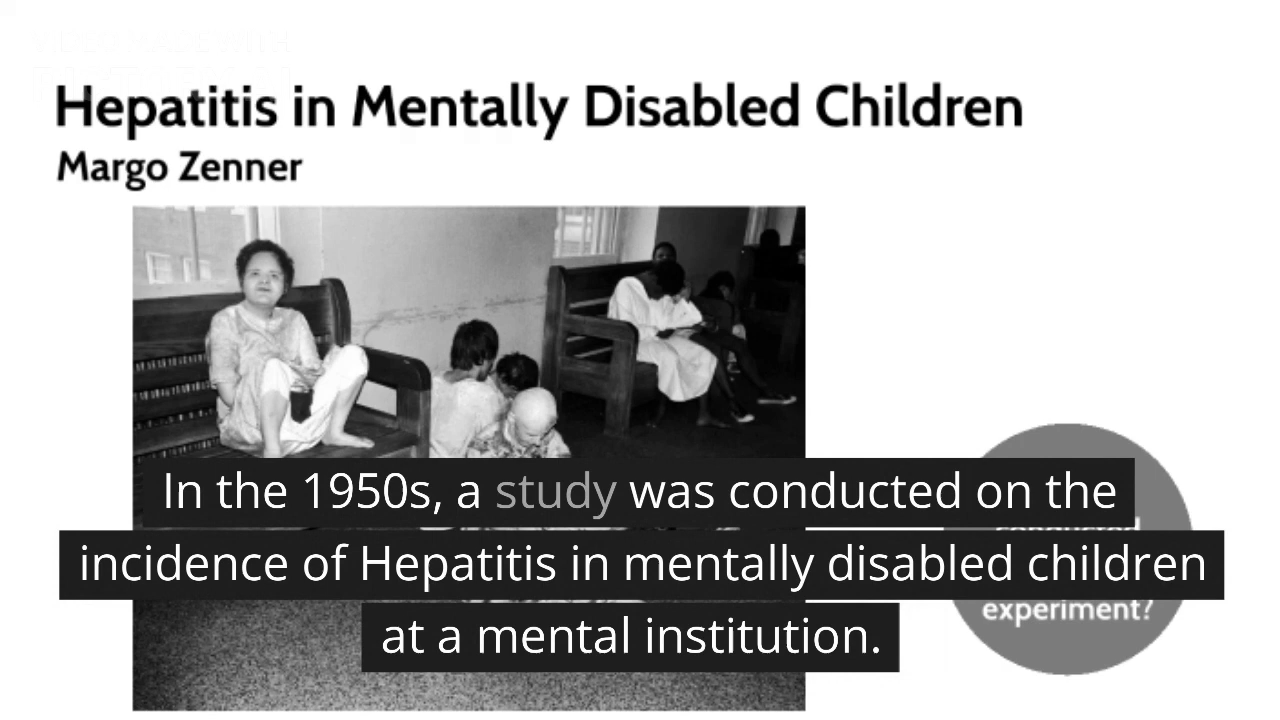 Hepatitis in Mentally Disabled Children
Margo Zenner
In the 1950s, a study was conducted on the
incidence of Hepatitis in mentally disabled children
at a mental institution.
experiment?